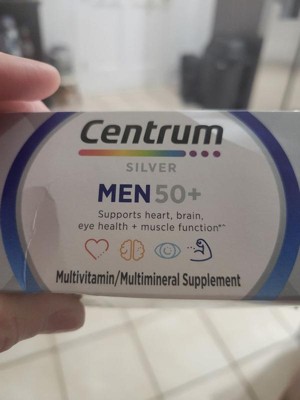 Centrum
SILVER
MEN 50+
Supports heart, brain,
eye health + muscle function*^
Multivitamin/Multimineral Supplement